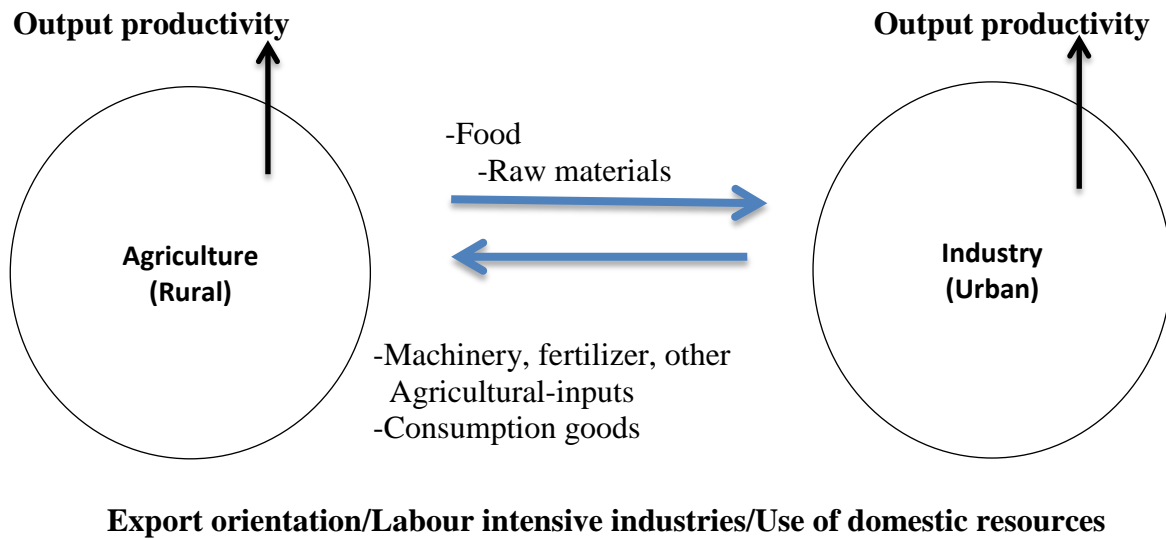 Output productivity
Output productivity
-Food
-Raw materials
Agriculture
(Rural)
Industry
(Urban)
-Machinery, fertilizer, other
Agricultural-inputs
-Consumption goods
Export orientation/Labour intensive industries/Use of domestic resources